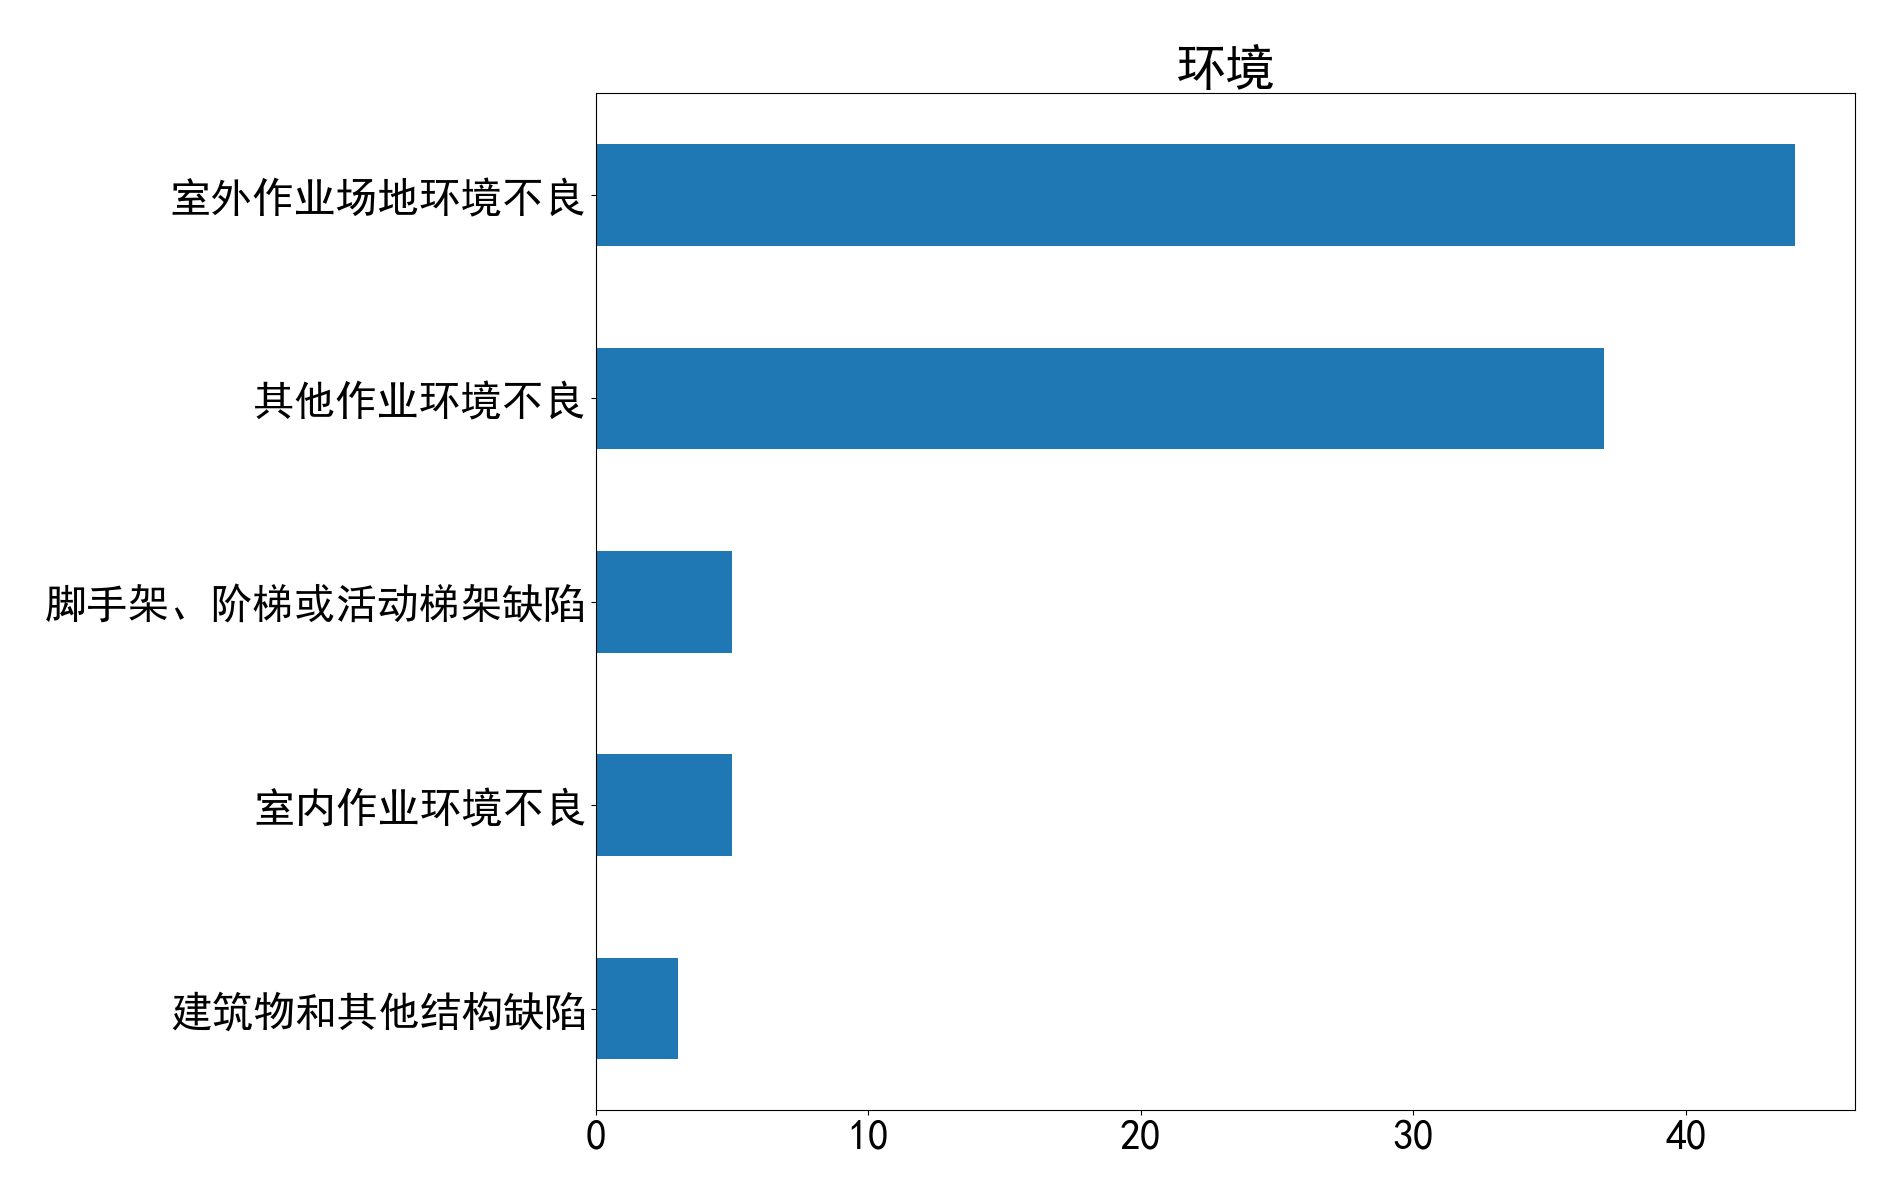 环境
室外作业场地环境不良
其他作业环境不良
脚手架、阶梯或活动梯架缺陷
室内作业环境不良
建筑物和其他结构缺陷
0 10 20 30 40